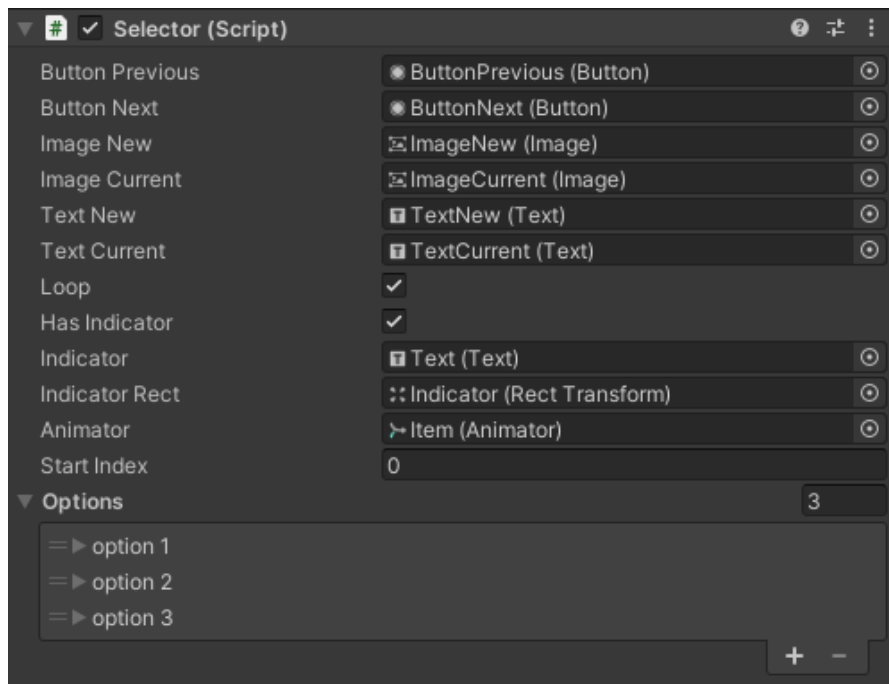 Selector (Script)
Button Previous ButtonPrevious (Button)
Button Next ButtonNext (Button)
Image New ImageNew (Image)
Image Current ImageCurrent (Image)
Text New TextNew (Text)
Text Current TextCurrent (Text)
Loop
Has Indicator
Indicator Text (Text)
Indicator Rect Indicator (Rect Transform)
Animator Item (Animator)
Start Index 0
Options 3
option 1
option 2
option 3